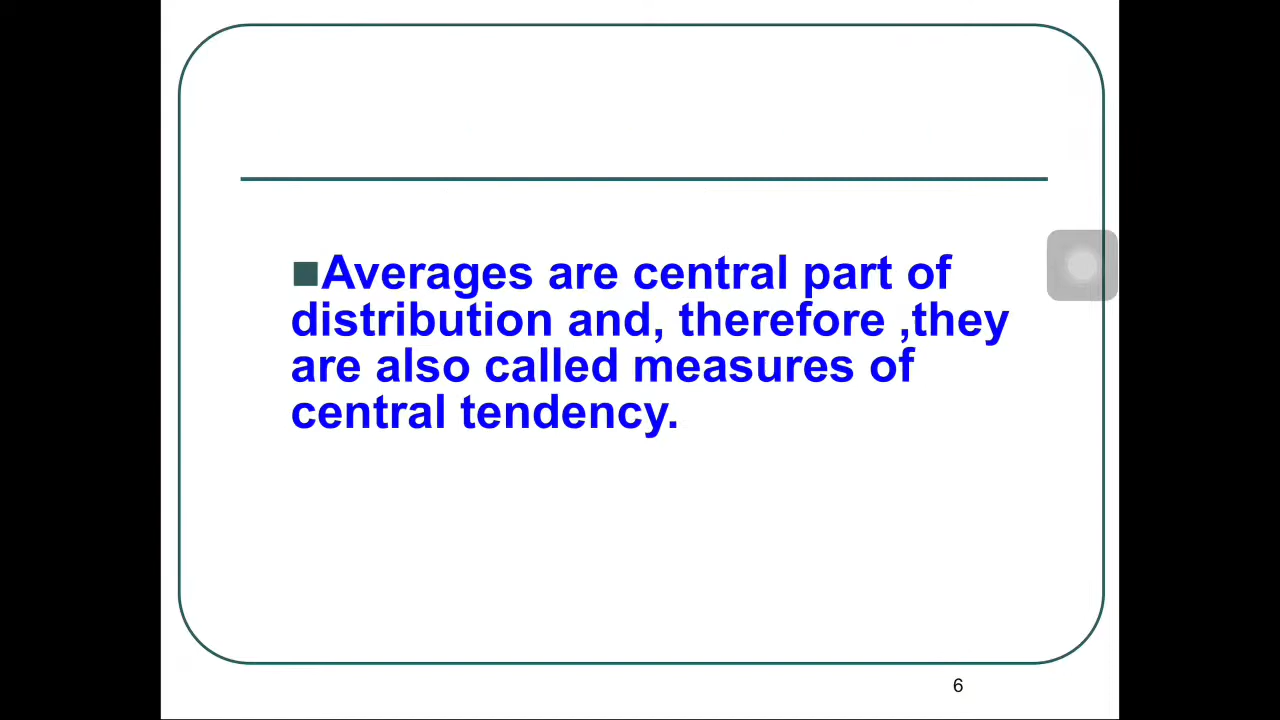 ■Averages are central part of
distribution and, therefore ,they
are also called measures of
central tendency.
6